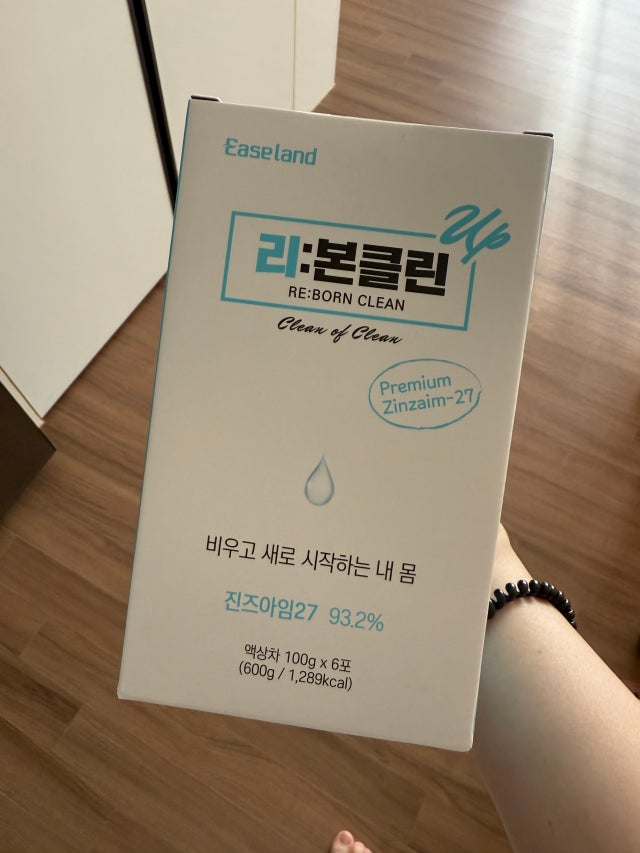 Easeland
Up
리:본클린
RE:BORN CLEAN
Clean of Clean
Premium
Zinzaim-27
비우고 새로 시작하는 내 몸
진즈아임27 93.2%
액상차 100g x 6포
(600g / 1,289kcal)